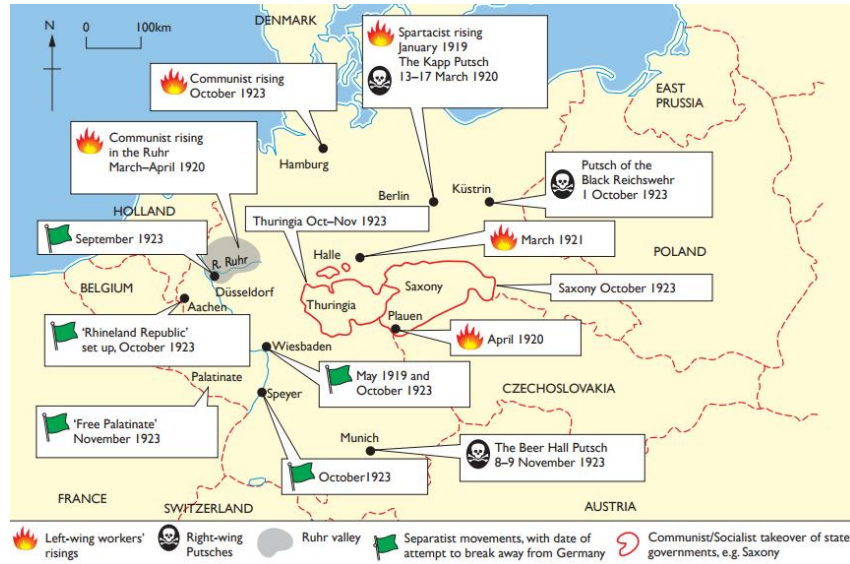 DENMARK
N
0 100km
Spartacist rising
January 1919
The Kapp Putsch
13–17 March 1920
EAST
PRUSSIA
Communist rising
October 1923
Communist rising
in the Ruhr
March–April 1920
Hamburg
Putsch of the
Black Reichswehr
1 October 1923
Berlin
Küstrin
HOLLAND
Thuringia Oct–Nov 1923
September 1923
March 1921
POLAND
R. Ruhr
Halle
Düsseldorf
BELGIUM
Saxony
Saxony October 1923
Aachen
Thuringia
Plauen
'Rhineland Republic'
set up, October 1923
April 1920
Wiesbaden
Palatinate
May 1919 and
October 1923
CZECHOSLOVAKIA
Speyer
'Free Palatinate'
November 1923
Munich
The Beer Hall Putsch
8–9 November 1923
October1923
FRANCE
SWITZERLAND
AUSTRIA
Left-wing workers'
risings
Right-wing
Putsches
Ruhr valley
Separatist movements, with date of
attempt to break away from Germany
Communist/Socialist takeover of state
governments, e.g. Saxony